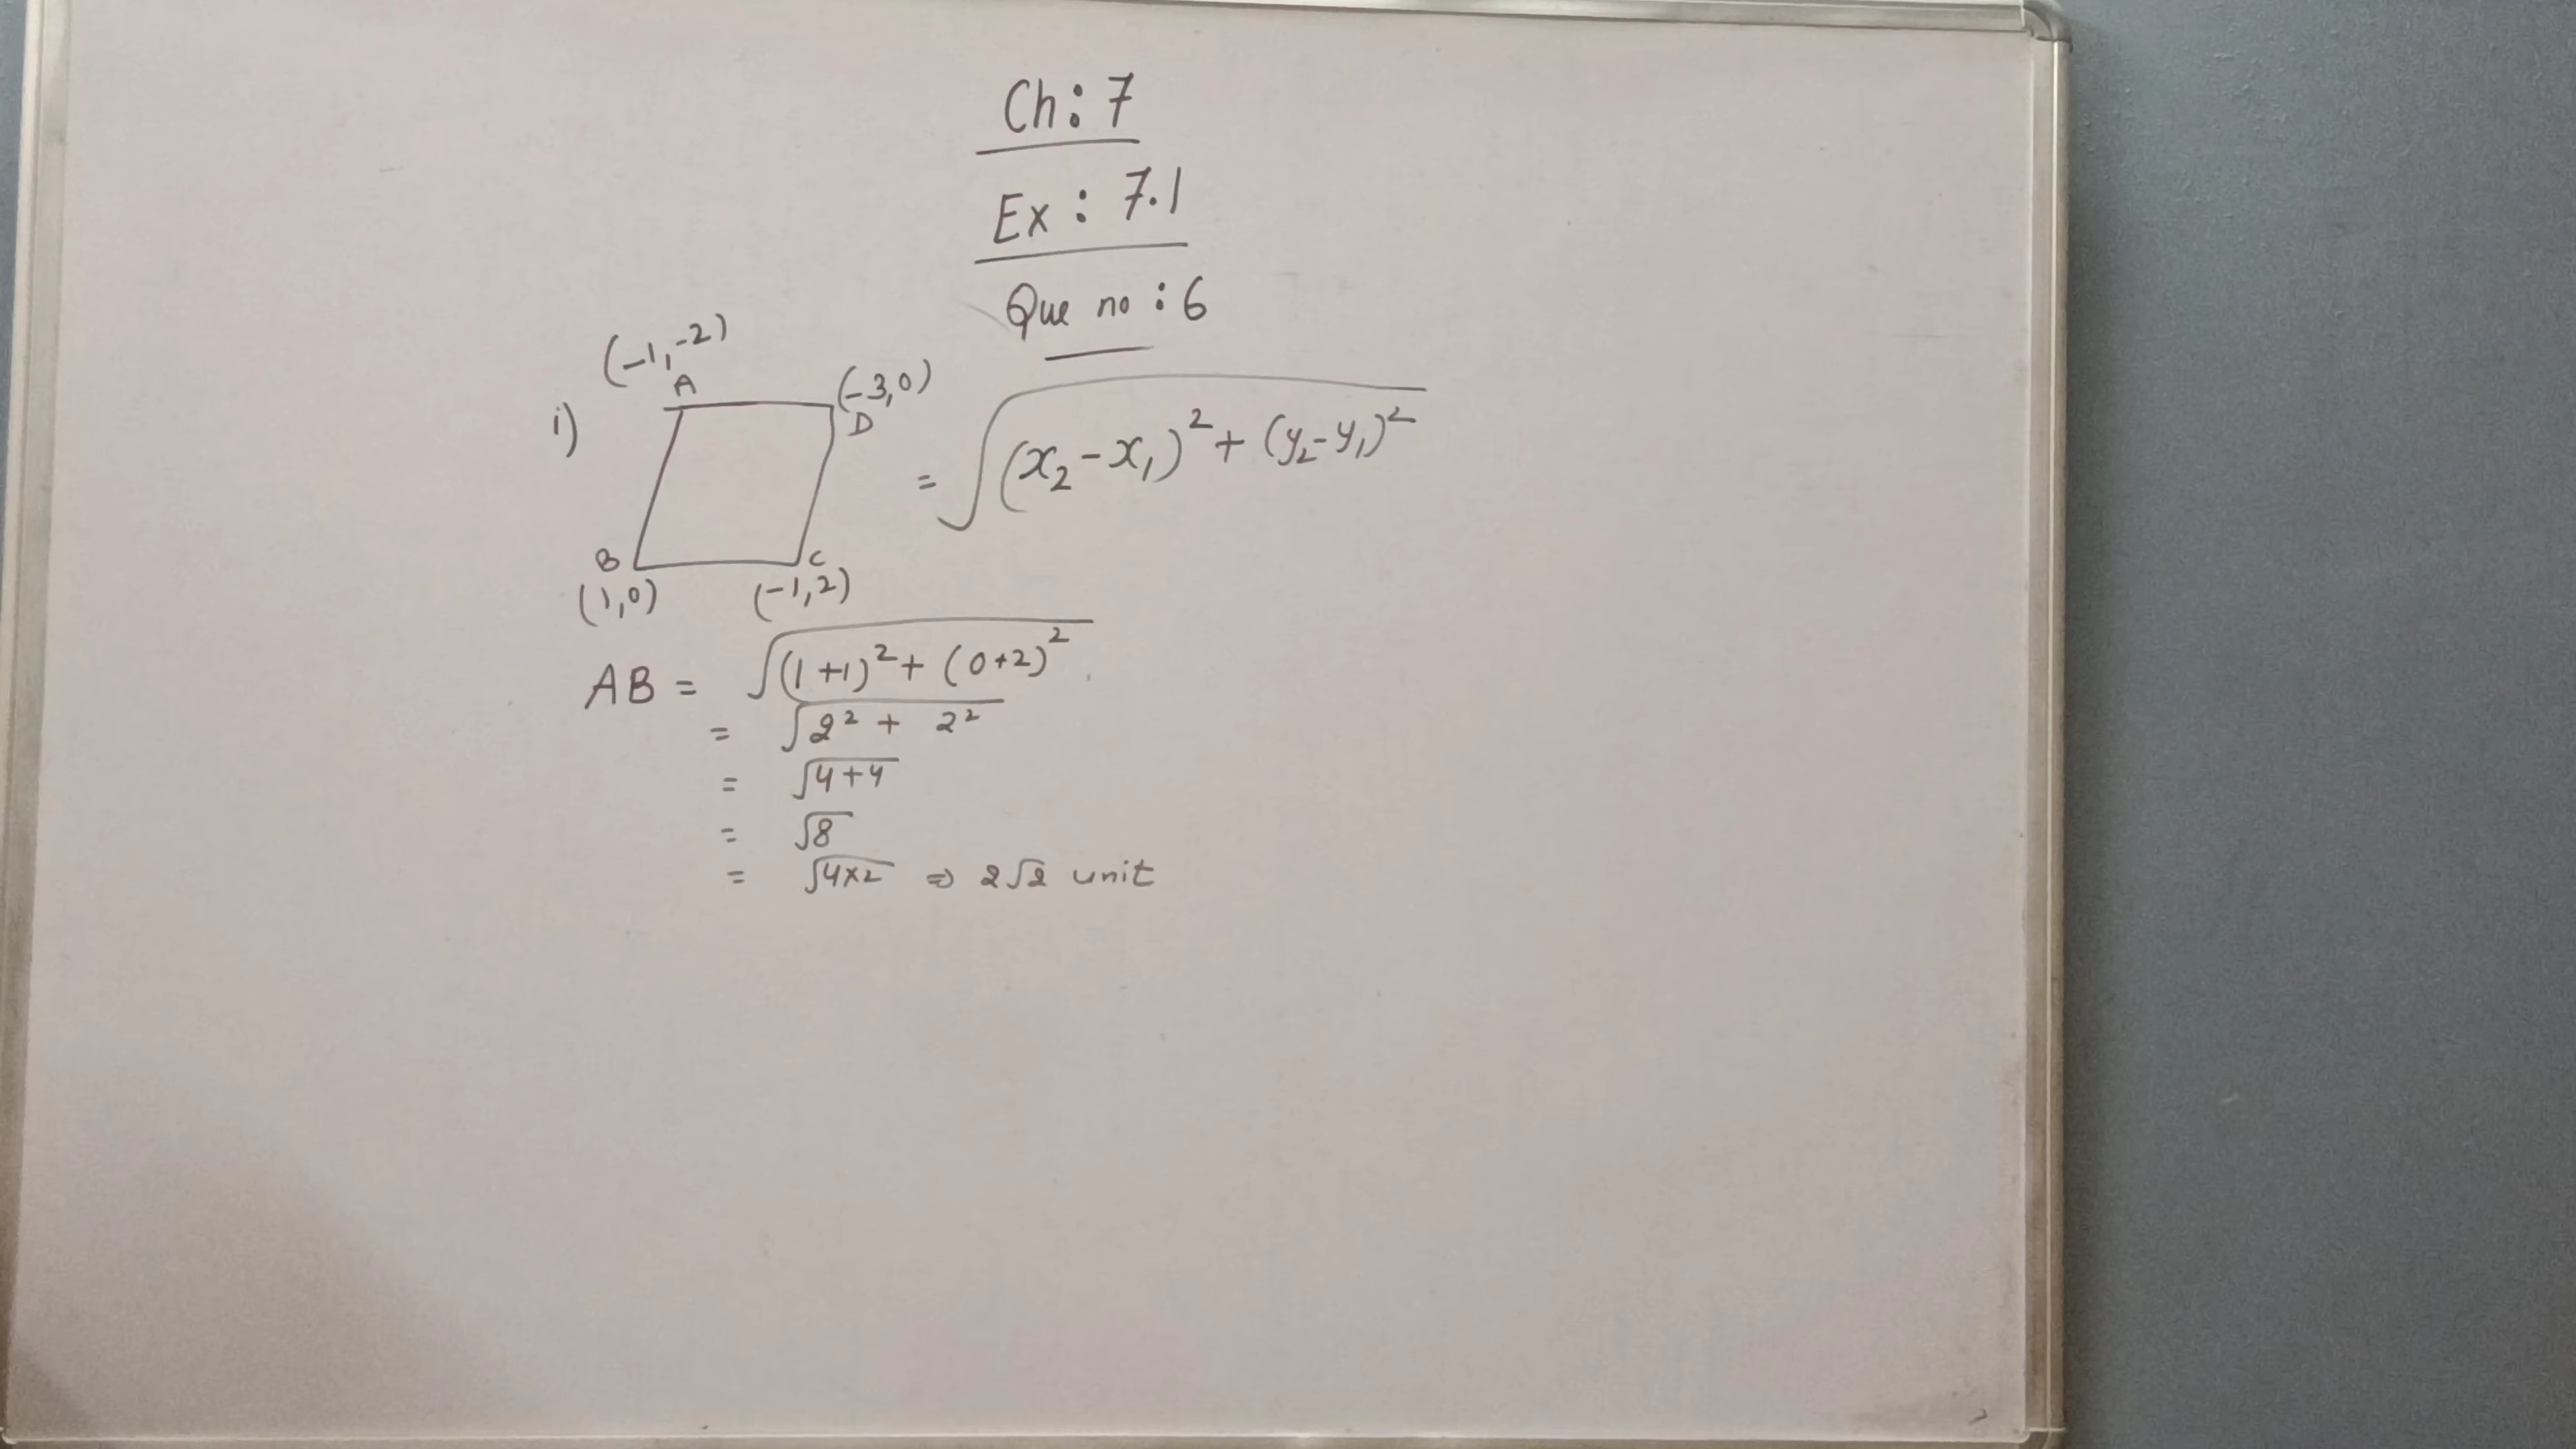 Ch: 7
Ex: 7.1
Que no: 6
i)
(-1,-2)
A
(-3,0)
D
B
(1,0)
C
(-1,2)
= √(x₂-x₁)² + (y₂-y₁)²
AB = √(1+1)² + (0+2)²
= √2² + 2²
= √4+4
= √8
= √4×2 ⇒ 2√2 unit